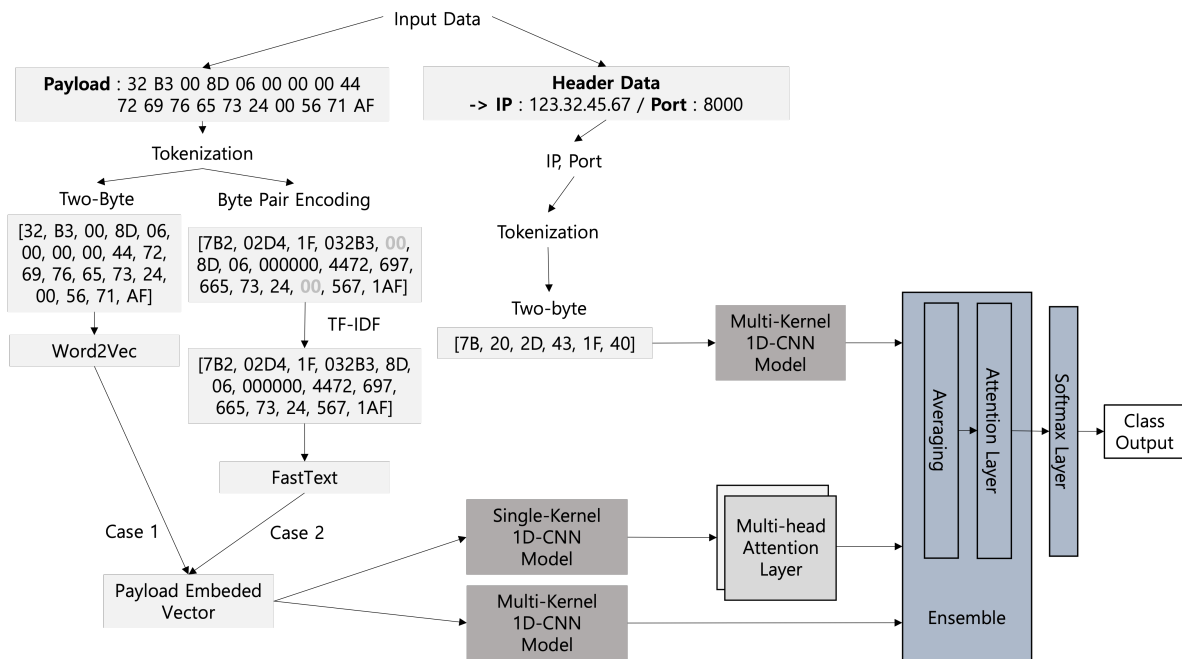 Input Data
Payload : 32 B3 00 8D 06 00 00 00 44
72 69 76 65 73 24 00 56 71 AF
Header Data
-> IP : 123.32.45.67 / Port : 8000
Tokenization
IP, Port
Two-Byte
[32, B3, 00, 8D, 06,
00, 00, 00, 44, 72,
69, 76, 65, 73, 24,
00, 56, 71, AF]
Word2Vec
Byte Pair Encoding
[7B2, 02D4, 1F, 032B3, 00,
8D, 06, 000000, 4472, 697,
665, 73, 24, 00, 567, 1AF]
TF-IDF
[7B2, 02D4, 1F, 032B3, 8D,
06, 000000, 4472, 697,
665, 73, 24, 567, 1AF]
FastText
Tokenization
Two-byte
[7B, 20, 2D, 43, 1F, 40]
Multi-Kernel
1D-CNN
Model
Case 1
Case 2
Payload Embeded
Vector
Single-Kernel
1D-CNN
Model
Multi-head
Attention
Layer
Multi-Kernel
1D-CNN
Model
Averaging
Attention Layer
Ensemble
Softmax Layer
Class
Output